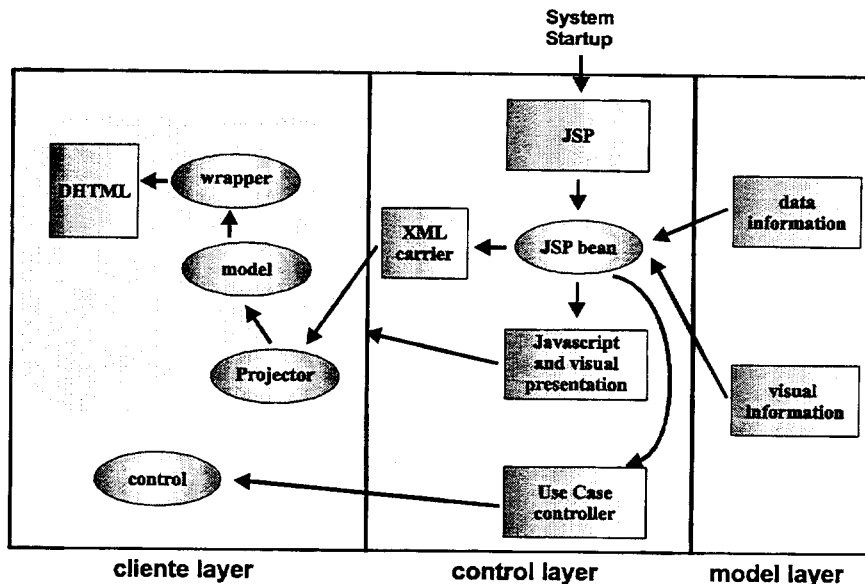 System
Startup
JSP
DHTML
wrapper
XML
carrier
JSP bean
data
information
model
Projector
Javascript
and visual
presentation
visual
information
control
Use Case
controller
cliente layer
control layer
model layer